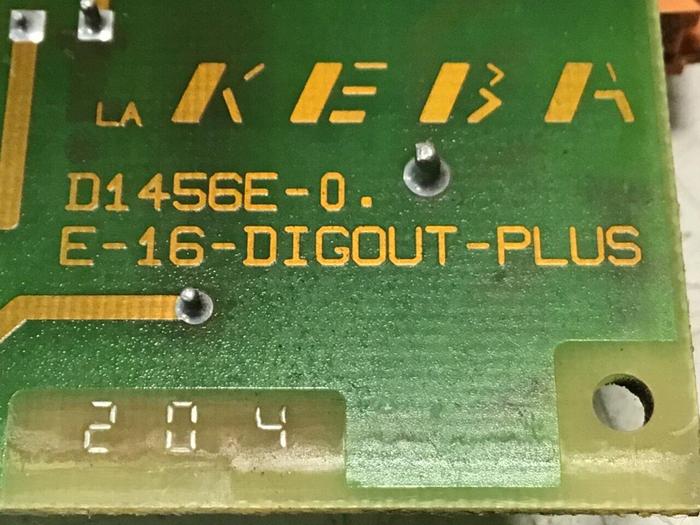 LA KEBA
D1456E-0.
E-16-DIGOUT-PLUS
204